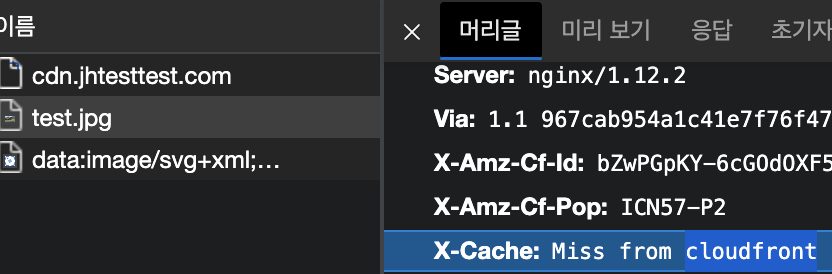 이름
cdn.jhtesttest.com
test.jpg
data:image/svg+xml;...
× 머리글 미리 보기 응답 초기자
Server: nginx/1.12.2
Via: 1.1 967cab954a1c41e7f76f47
X-Amz-Cf-Id: bZwPGpKY-6cGOdOXF5
X-Amz-Cf-Pop: ICN57-P2
X-Cache: Miss from cloudfront